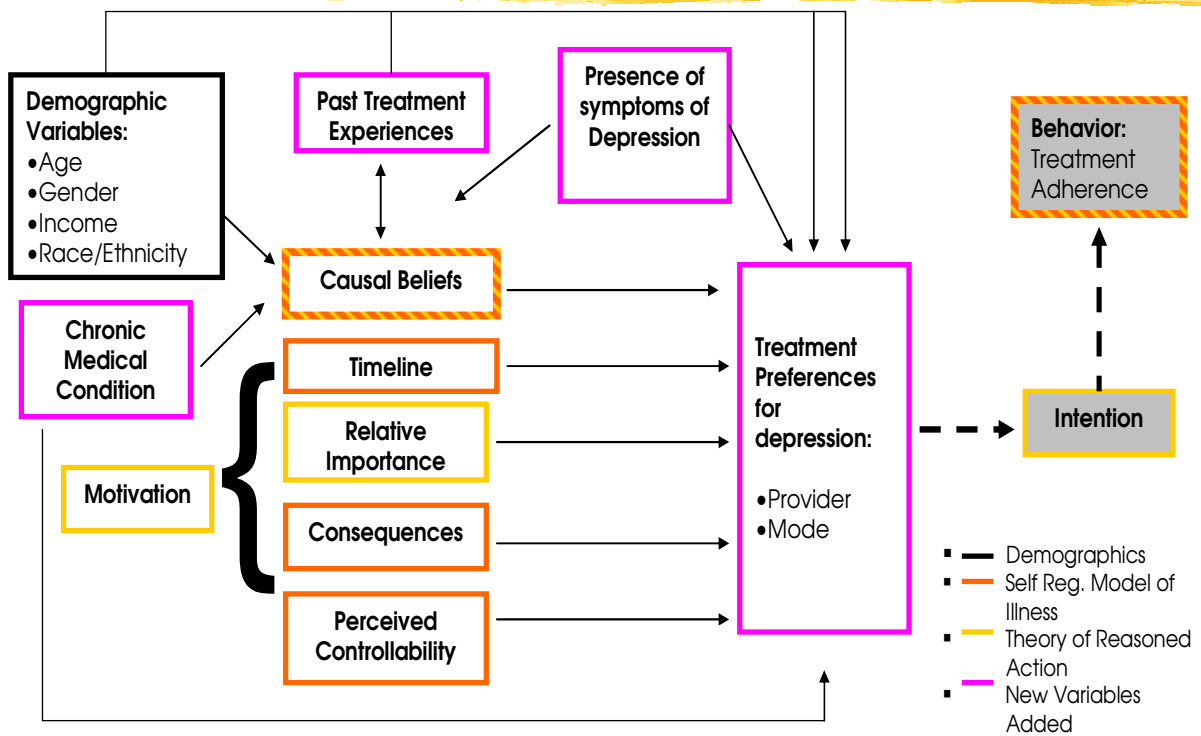 Demographic
Variables:
•Age
•Gender
•Income
•Race/Ethnicity
Past Treatment
Experiences
Presence of
symptoms of
Depression
Behavior:
Treatment
Adherence
Causal Beliefs
Chronic
Medical
Condition
Timeline
Relative
Importance
Motivation
Consequences
Perceived
Controllability
Treatment
Preferences
for
depression:
•Provider
•Mode
Intention
Demographics
Self Reg. Model of
Illness
Theory of Reasoned
Action
New Variables
Added